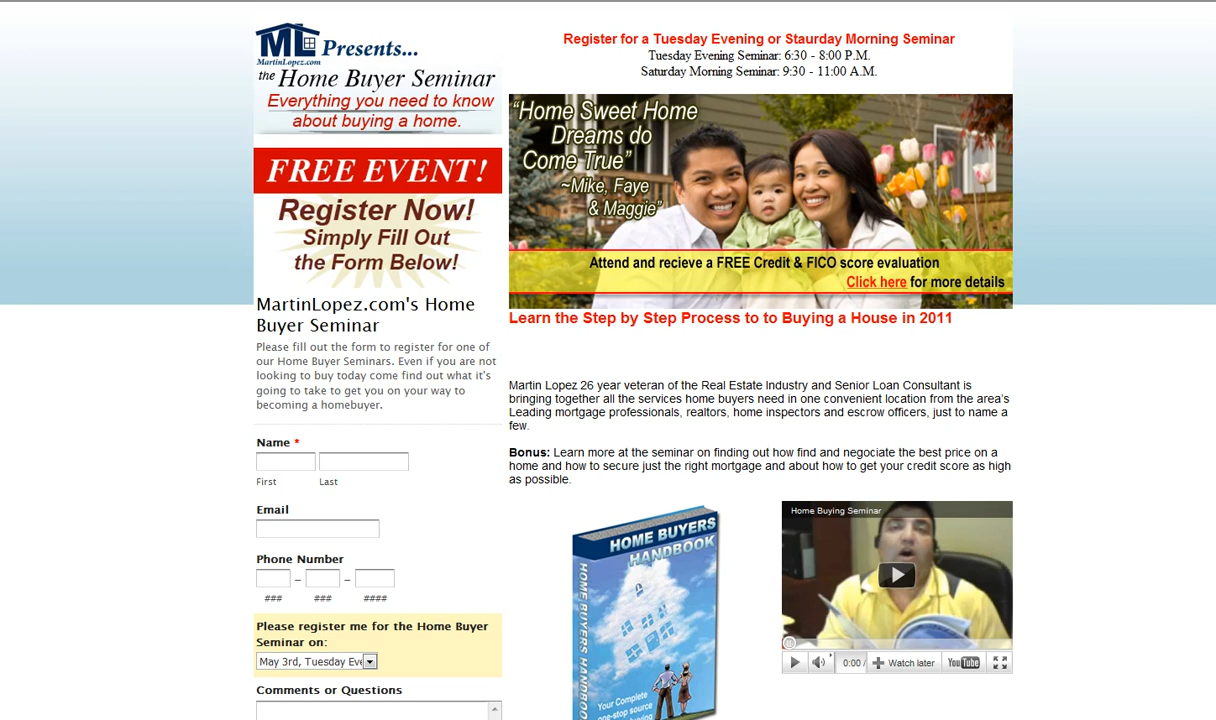 ML Presents...
MartinLopez.com
the Home Buyer Seminar
Everything you need to know
about buying a home.
FREE EVENT!
Register Now!
Simply Fill Out
the Form Below!
MartinLopez.com's Home
Buyer Seminar
Please fill out the form to register for one of
our Home Buyer Seminars. Even if you are not
looking to buy today come find out what it's
going to take to get you on your way to
becoming a homebuyer.
Name *
First Last
Email
Phone Number
– –
### ### ####
Please register me for the Home Buyer
Seminar on:
May 3rd, Tuesday Eve
Comments or Questions
Register for a Tuesday Evening or Staurday Morning Seminar
Tuesday Evening Seminar: 6:30 - 8:00 P.M.
Saturday Morning Seminar: 9:30 - 11:00 A.M.
“Home Sweet Home
Dreams do
Come True”
~Mike, Faye
& Maggie”
Attend and recieve a FREE Credit & FICO score evaluation
Click here for more details
Learn the Step by Step Process to to Buying a House in 2011
Martin Lopez 26 year veteran of the Real Estate Industry and Senior Loan Consultant is
bringing together all the services home buyers need in one convenient location from the area's
Leading mortgage professionals, realtors, home inspectors and escrow officers, just to name a
few.
Bonus: Learn more at the seminar on finding out how find and negotiate the best price on a
home and how to secure just the right mortgage and about how to get your credit score as high
as possible.
HOME BUYERS
HANDBOOK
HOME BUYERS HANDBOOK
Your Complete
one-stop source
Home Buying Seminar
0:00 /
Watch later
YouTube